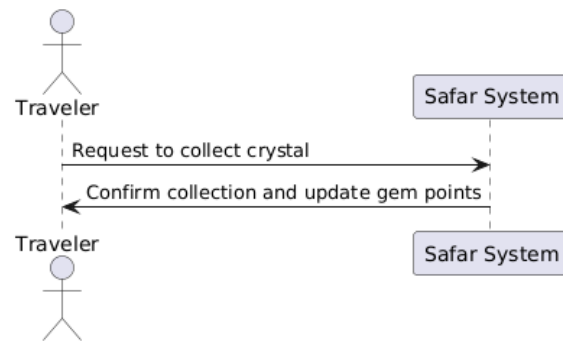 Traveler
Safar System
Request to collect crystal
Confirm collection and update gem points
Traveler
Safar System